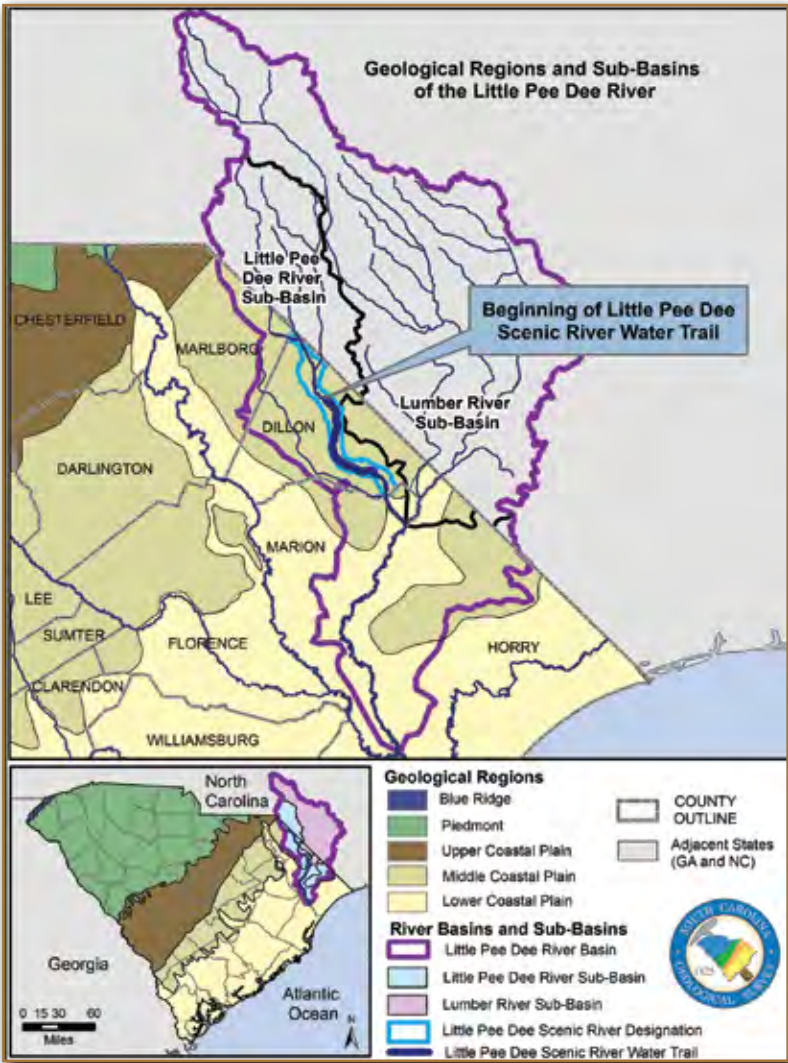 Geological Regions and Sub-Basins
of the Little Pee Dee River
Little Pee
Dee River
Sub-Basin
CHESTERFIELD
Beginning of Little Pee Dee
Scenic River Water Trail
MARLBORO
Lumber River
Sub-Basin
DILLON
DARLINGTON
MARION
LEE
SUMTER
FLORENCE
HORRY
CLARENDON
WILLIAMSBURG
North
Carolina
Georgia
Atlantic
Ocean
0 15 30 60
Miles
N
Geological Regions
Blue Ridge
Piedmont
Upper Coastal Plain
Middle Coastal Plain
Lower Coastal Plain
COUNTY
OUTLINE
Adjacent States
(GA and NC)
River Basins and Sub-Basins
Little Pee Dee River Basin
Little Pee Dee River Sub-Basin
Lumber River Sub-Basin
Little Pee Dee Scenic River Designation
Little Pee Dee Scenic River Water Trail
SOUTH CAROLINA
GEOLOGICAL SURVEY